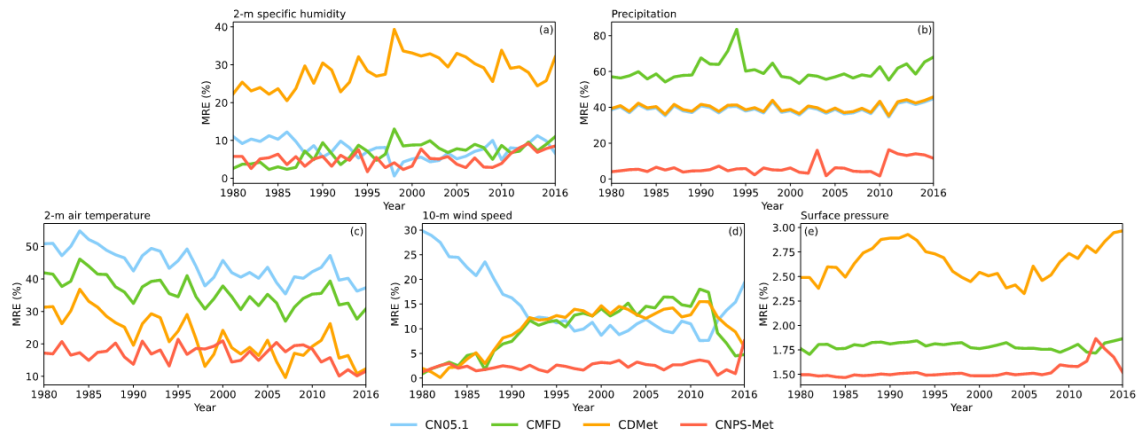 2-m specific humidity
(a)
MRE (%)
40
30
20
10
0
1980 1985 1990 1995 2000 2005 2010 2016
Year
Precipitation
(b)
MRE (%)
80
60
40
20
0
1980 1985 1990 1995 2000 2005 2010 2016
Year
2-m air temperature
(c)
MRE (%)
50
40
30
20
10
1980 1985 1990 1995 2000 2005 2010 2016
Year
10-m wind speed
(d)
MRE (%)
30
25
20
15
10
5
0
1980 1985 1990 1995 2000 2005 2010 2016
Year
Surface pressure
(e)
MRE (%)
3.00
2.75
2.50
2.25
2.00
1.75
1.50
1980 1985 1990 1995 2000 2005 2010 2016
Year
CN05.1 CMFD CDMet CNPS-Met